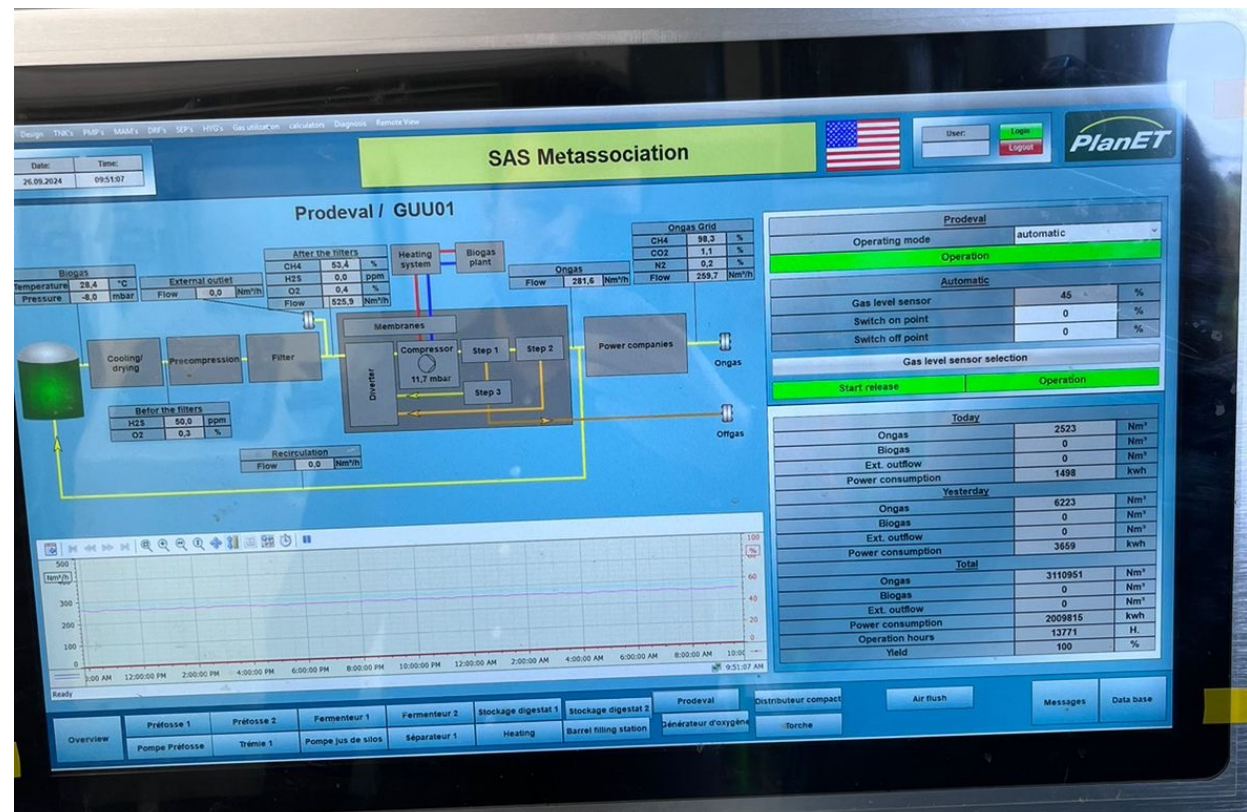 Design TNK's PMP's MAM's DRF's SEP's HYG's Gas utilization calculators Diagnosis Remote View
Date: Time:
26.09.2024 09:51:07
SAS Metassociation
User: Login
Logout
PlanET
Prodeval / GUU01
Biogas
Temperature 28,4 °C
Pressure -8,0 mbar
External outlet
Flow 0,0 Nm³/h
After the filters
CH4 53,4 %
H2S 0,0 ppm
O2 0,4 %
Flow 525,9 Nm³/h
Heating system
Biogas plant
Ongas
Flow 281,6 Nm³/h
Ongas Grid
CH4 98,3 %
CO2 1,1 %
N2 0,2 %
Flow 259,7 Nm³/h
Cooling/
drying
Precompression
Filter
Membranes
Diverter
Compressor
11,7 mbar
Step 1
Step 2
Step 3
Power companies
Ongas
Offgas
Befor the filters
H2S 50,0 ppm
O2 0,3 %
Recirculation
Flow 0,0 Nm³/h
Prodeval
Operating mode automatic
Operation
Automatic
Gas level sensor 45 %
Switch on point 0 %
Switch off point 0 %
Gas level sensor selection
Start release Operation
Today
Ongas 2523 Nm³
Biogas 0 Nm³
Ext. outflow 0 Nm³
Power consumption 1498 kwh
Yesterday
Ongas 6223 Nm³
Biogas 0 Nm³
Ext. outflow 0 Nm³
Power consumption 3659 kwh
Total
Ongas 3110951 Nm³
Biogas 0 Nm³
Ext. outflow 0 Nm³
Power consumption 2009815 kwh
Operation hours 13771 H.
Yield 100 %
500
Nm³/h
300
200
100
0
100
%
60
40
20
0
12:00:00 PM 2:00:00 PM 4:00:00 PM 6:00:00 PM 8:00:00 PM 10:00:00 PM 12:00:00 AM 2:00:00 AM 4:00:00 AM 6:00:00 AM 8:00:00 AM
9:51:07 AM
Ready
Overview
Préfosse 1 Préfosse 2 Fermenteur 1 Fermenteur 2 Stockage digestat 1 Stockage digestat 2 Prodeval Distributeur compact Air flush Messages Data base
Pompe Préfosse Trémie 1 Pompe jus de silos Séparateur 1 Heating Barrel filling station Générateur d'oxygène Torche